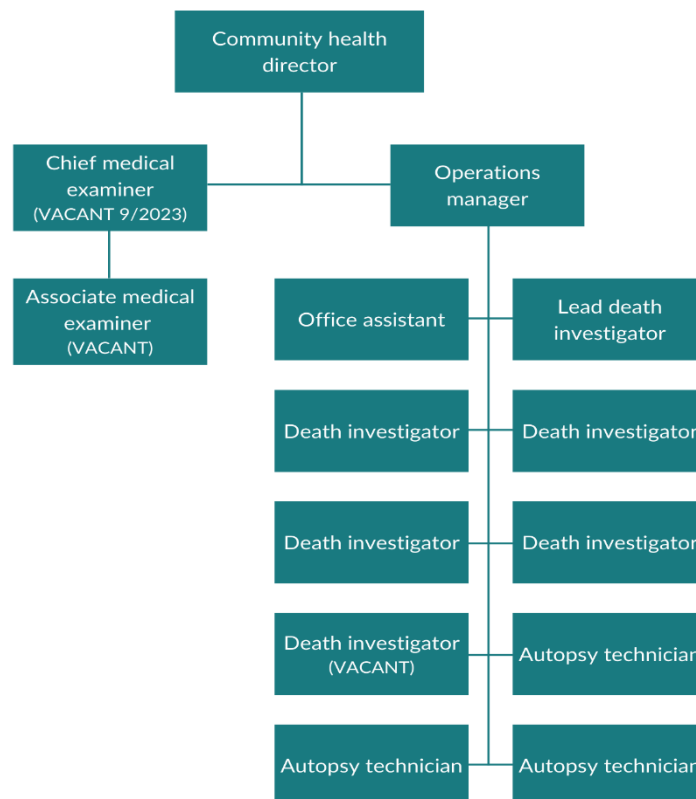 Community health
director
Chief medical
examiner
(VACANT 9/2023)
Operations
manager
Associate medical
examiner
(VACANT)
Office assistant
Lead death
investigator
Death investigator
Death investigator
Death investigator
Death investigator
Death investigator
(VACANT)
Autopsy technician
Autopsy technician
Autopsy technician